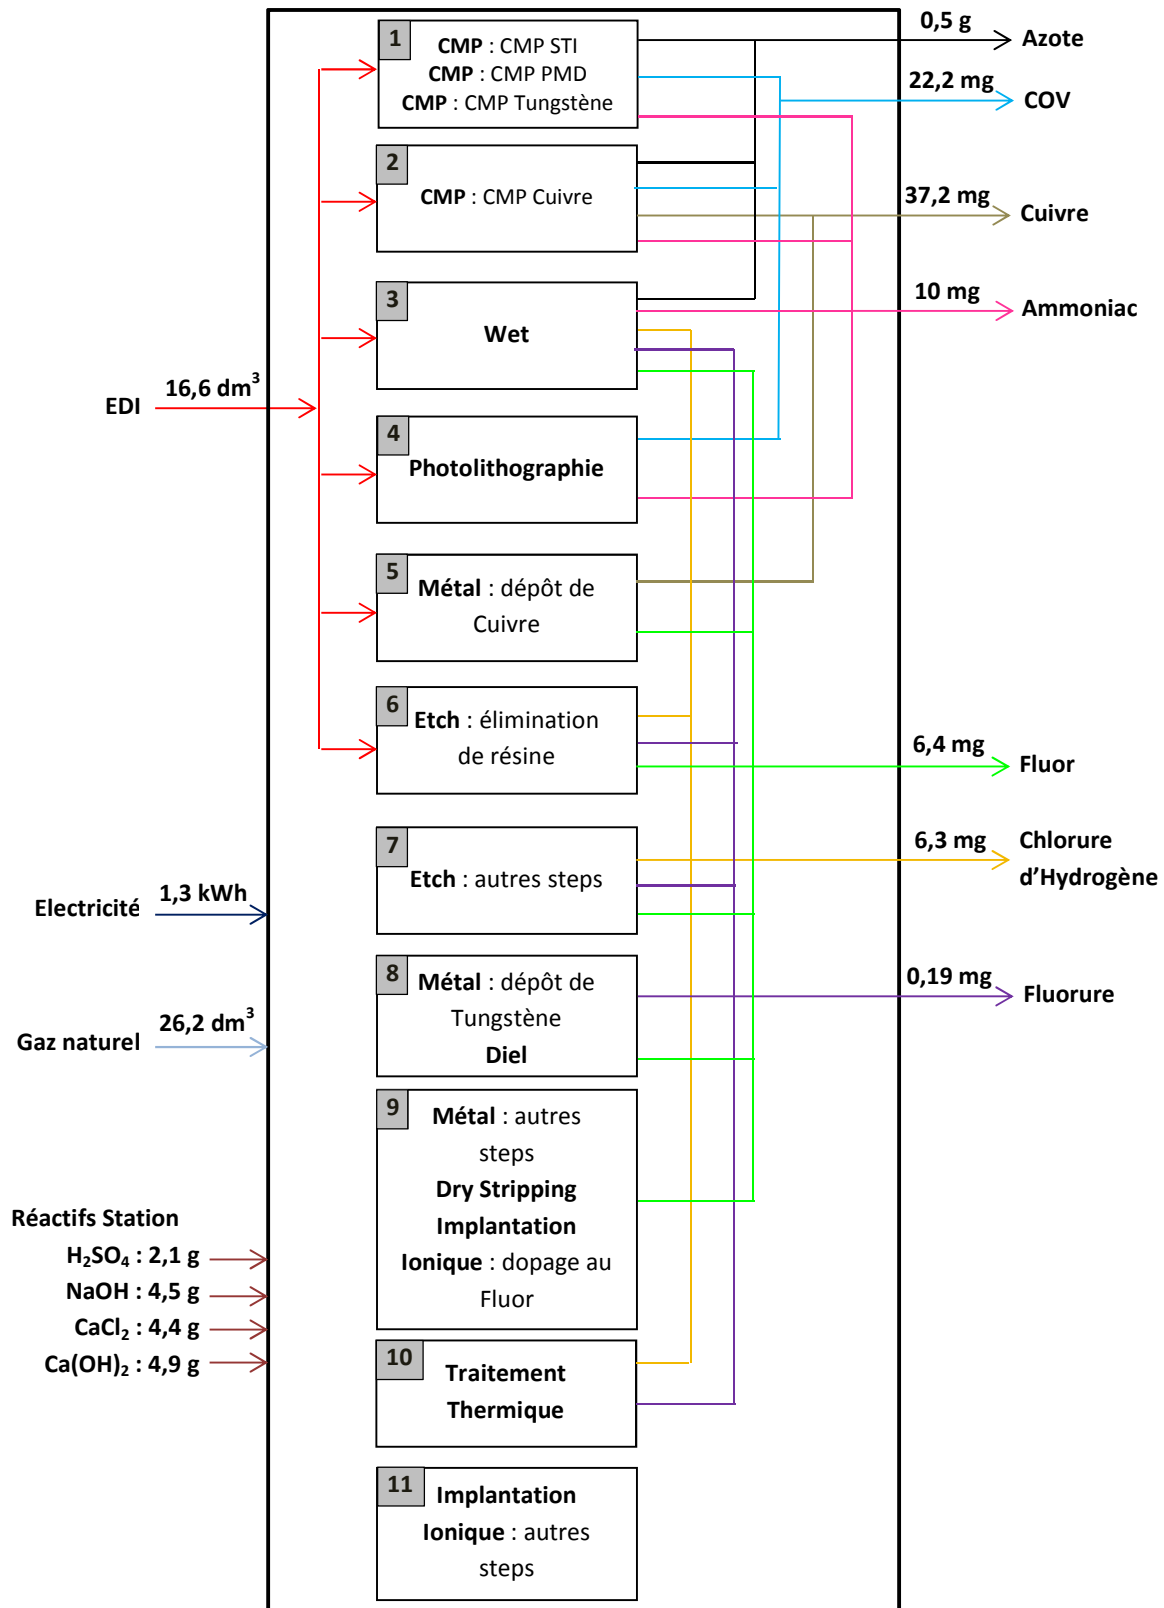 1
CMP : CMP STI
CMP : CMP PMD
CMP : CMP Tungstène
0,5 g
Azote
22,2 mg
COV
2
CMP : CMP Cuivre
37,2 mg
Cuivre
3
Wet
10 mg
Ammoniac
EDI
16,6 dm³
4
Photolithographie
5
Métal : dépôt de
Cuivre
6
Etch : élimination
de résine
6,4 mg
Fluor
7
Etch : autres steps
6,3 mg
Chlorure
d’Hydrogène
Electricité
1,3 kWh
8
Métal : dépôt de
Tungstène
Diel
0,19 mg
Fluorure
Gaz naturel
26,2 dm³
9
Métal : autres
steps
Dry Stripping
Implantation
Ionique : dopage au
Fluor
Réactifs Station
H₂SO₄ : 2,1 g
NaOH : 4,5 g
CaCl₂ : 4,4 g
Ca(OH)₂ : 4,9 g
10
Traitement
Thermique
11
Implantation
Ionique : autres
steps